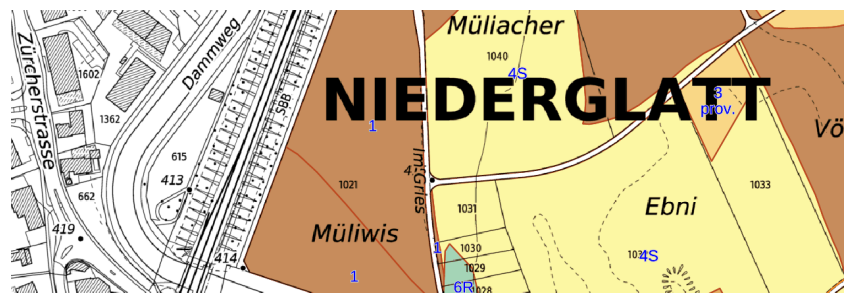 Müliacher
Zürcherstrasse
Dammweg
1040
4S
1602
NIEDERGLATT
3
prov.
SBB
1362
1
Vö
615
Im Gries
413
1021
1033
662
1031
Ebni
419
Müliwis
1
1030
414
4S
1029
1
6R
1028